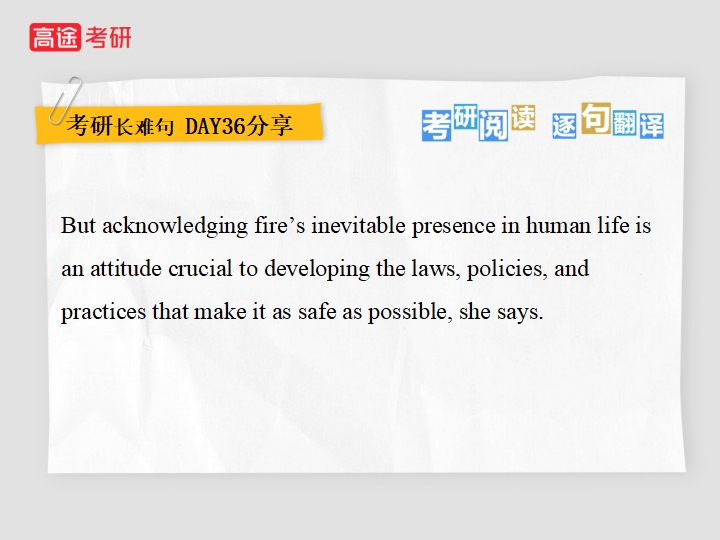 高途考研
考研长难句 DAY36分享
考研阅读 逐句翻译
But acknowledging fire’s inevitable presence in human life is
an attitude crucial to developing the laws, policies, and
practices that make it as safe as possible, she says.